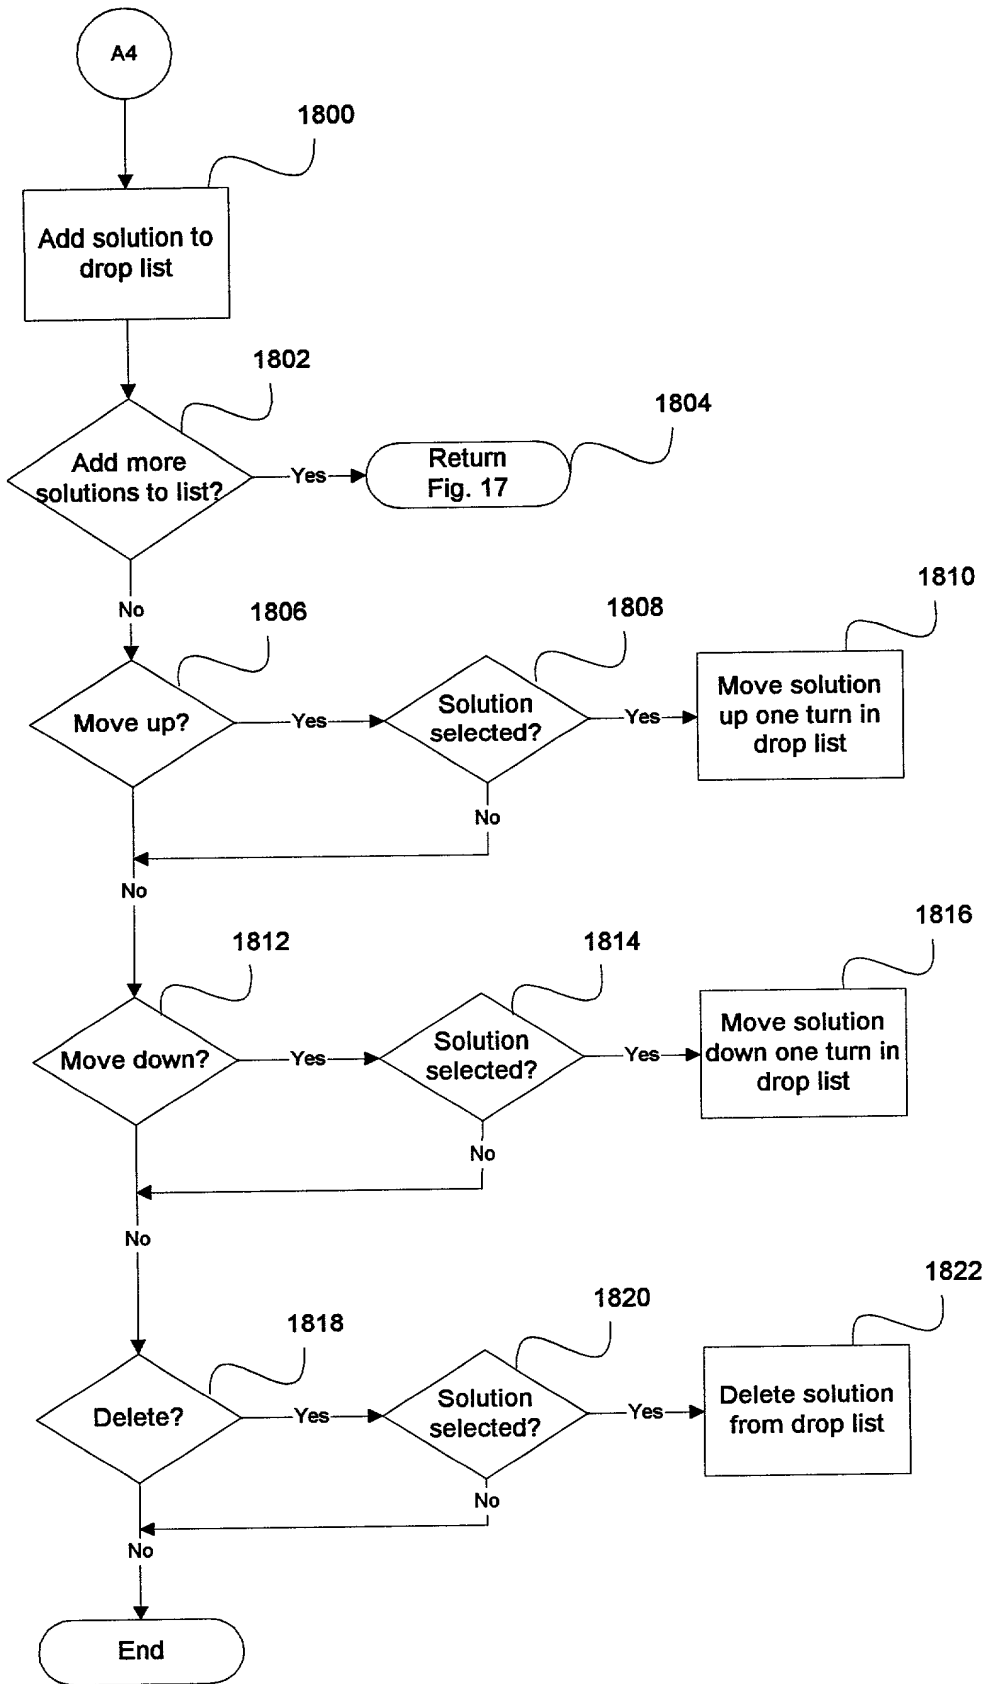 A4
1800
Add solution to
drop list
1802
Add more
solutions to list?
Yes
Return
Fig. 17
1804
No
1806
Move up?
Yes
1808
Solution
selected?
Yes
1810
Move solution
up one turn in
drop list
No
No
1812
Move down?
Yes
1814
Solution
selected?
Yes
1816
Move solution
down one turn in
drop list
No
No
1818
Delete?
Yes
1820
Solution
selected?
Yes
1822
Delete solution
from drop list
No
No
End